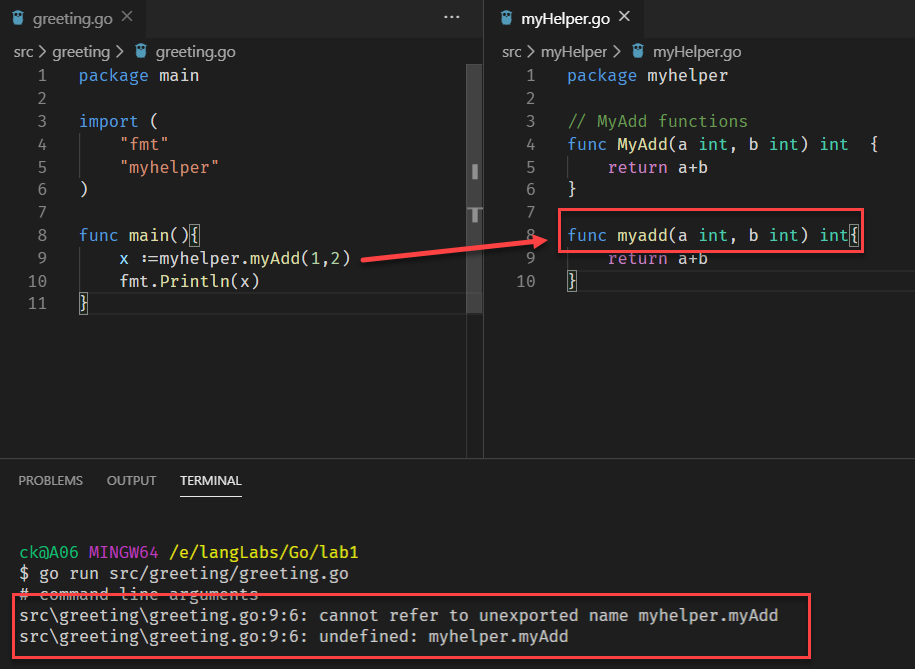 greeting.go × ···
src > greeting > greeting.go
1 package main
2
3 import (
4 "fmt"
5 "myhelper"
6 )
7
8 func main(){
9 x :=myhelper.myAdd(1,2)
10 fmt.Println(x)
11 }
myHelper.go ×
src > myHelper > myHelper.go
1 package myhelper
2
3 // MyAdd functions
4 func MyAdd(a int, b int) int {
5 return a+b
6 }
7
8 func myadd(a int, b int) int{
9 return a+b
10 }
PROBLEMS OUTPUT TERMINAL
ck@A06 MINGW64 /e/langLabs/Go/lab1
$ go run src/greeting/greeting.go
# command-line-arguments
src\greeting\greeting.go:9:6: cannot refer to unexported name myhelper.myAdd
src\greeting\greeting.go:9:6: undefined: myhelper.myAdd